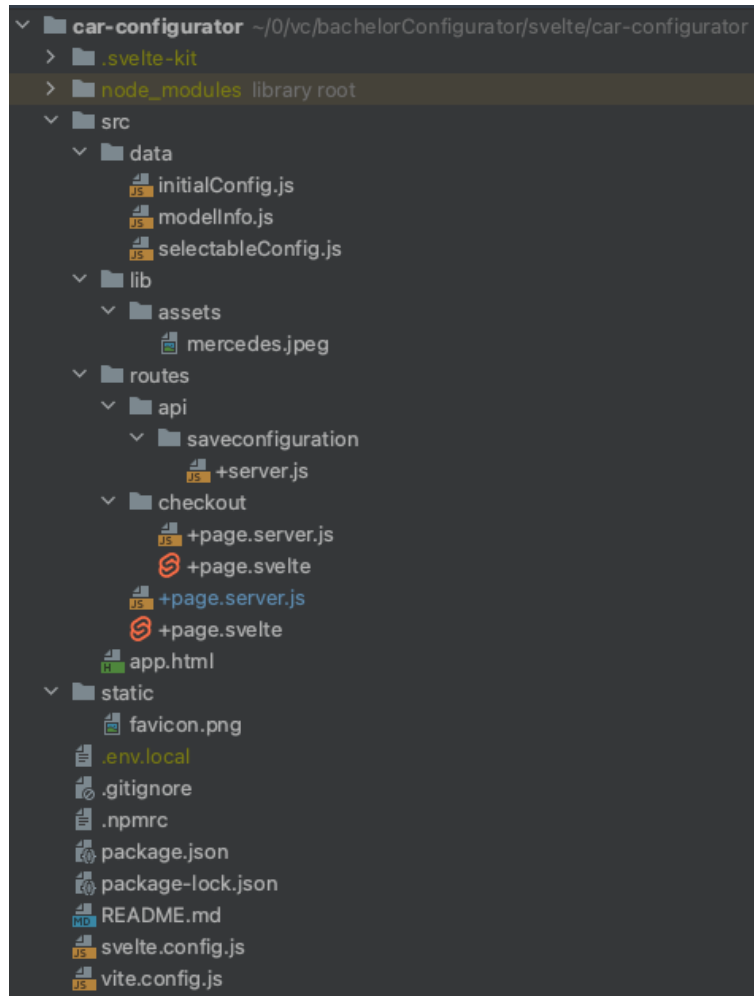 car-configurator ~/0/vc/bachelorConfigurator/svelte/car-configurator
.svelte-kit
node_modules library root
src
data
initialConfig.js
modelInfo.js
selectableConfig.js
lib
assets
mercedes.jpeg
routes
api
saveconfiguration
+server.js
checkout
+page.server.js
+page.svelte
+page.server.js
+page.svelte
app.html
static
favicon.png
.env.local
.gitignore
.npmrc
package.json
package-lock.json
README.md
svelte.config.js
vite.config.js